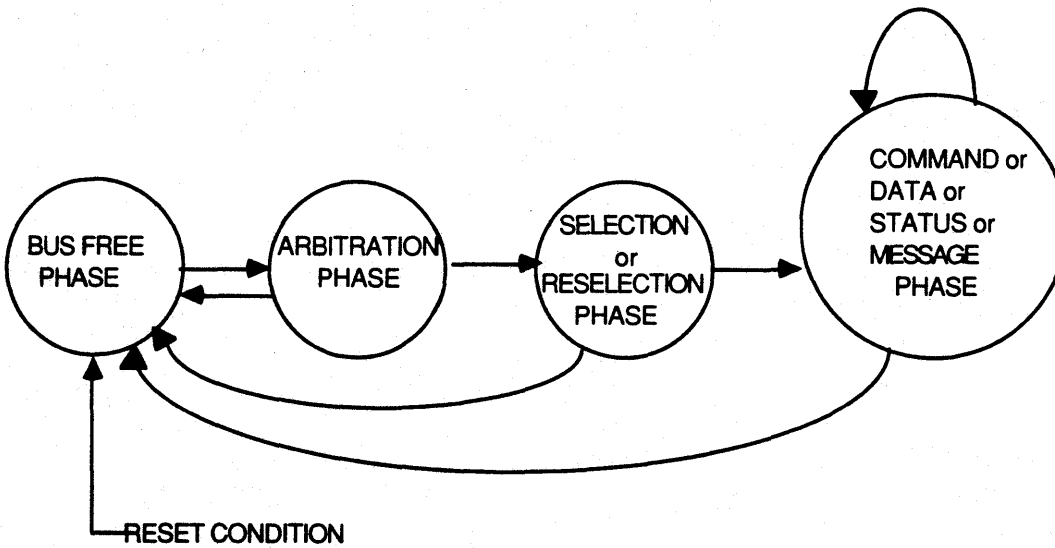 BUS FREE
PHASE
ARBITRATION
PHASE
SELECTION
or
RESELECTION
PHASE
COMMAND or
DATA or
STATUS or
MESSAGE
PHASE
RESET CONDITION